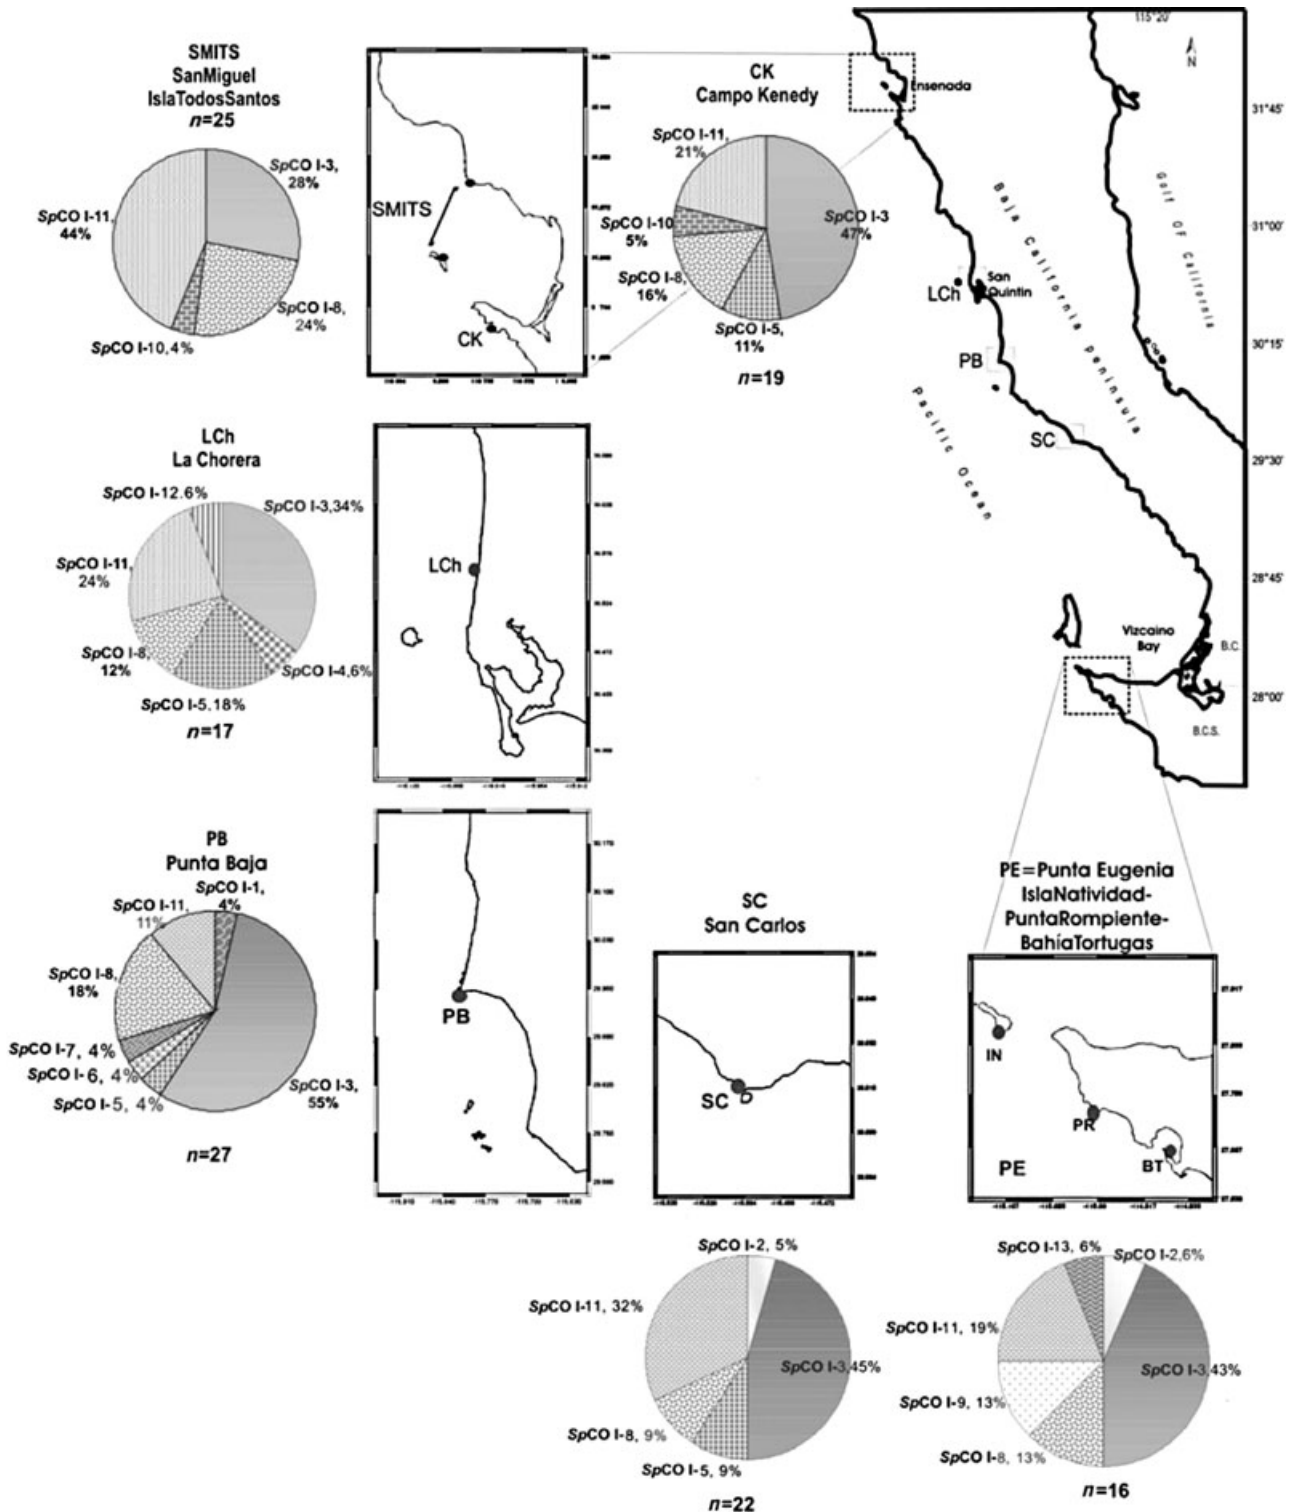 SMITS
SanMiguel
IslaTodosSantos
n=25
SpCO I-3,
28%
SpCO I-11,
44%
SpCO I-8,
24%
SpCO I-10,4%
SMITS
CK
CK
Campo Kenedy
SpCO I-11,
21%
SpCO I-3
47%
SpCO I-10
5%
SpCO I-8,
16%
SpCO I-5,
11%
n=19
115°20'
N
Ensenada
31°45'
Golf OF California
Baja California peninsula
31°00'
LCh
San
Quintin
30°15'
PB
Pacific Ocean
SC
29°30'
28°45'
Vizcaino
Bay
B.C.
28°00'
B.C.S.
LCh
La Chorera
SpCO I-12.6%
SpCO I-3,34%
SpCO I-11,
24%
SpCO I-8,
12%
SpCO I-4,6%
SpCO I-5,18%
n=17
LCh
PB
Punta Baja
SpCO I-1,
4%
SpCO I-11,
11%
SpCO I-8,
18%
SpCO I-7, 4%
SpCO I-6, 4%
SpCO I-5, 4%
SpCO I-3,
55%
n=27
PB
SC
San Carlos
SC
PE=Punta Eugenia
IslaNatividad-
PuntaRompiente-
BahíaTortugas
IN
PR
BT
PE
SpCO I-2, 5%
SpCO I-11, 32%
SpCO I-3,45%
SpCO I-8, 9%
SpCO I-5, 9%
n=22
SpCO I-13, 6%
SpCO I-2,6%
SpCO I-11, 19%
SpCO I-3,43%
SpCO I-9, 13%
SpCO I-8, 13%
n=16